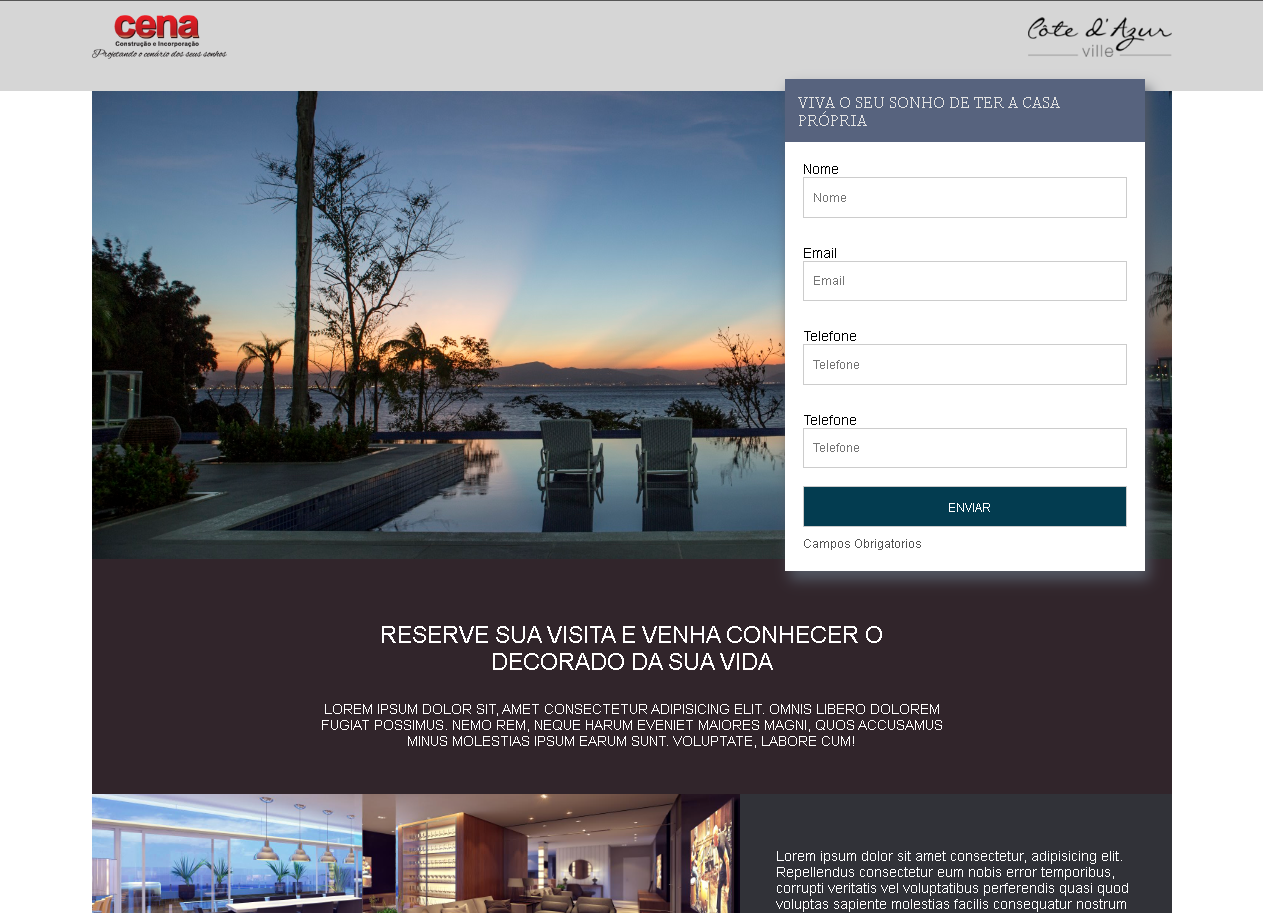 cena
Construção e Incorporação
Projetando o cenário dos seus sonhos
Côte d'Azur
ville
VIVA O SEU SONHO DE TER A CASA
PRÓPRIA
Nome
Nome
Email
Email
Telefone
Telefone
Telefone
Telefone
ENVIAR
Campos Obrigatorios
RESERVE SUA VISITA E VENHA CONHECER O
DECORADO DA SUA VIDA
LOREM IPSUM DOLOR SIT, AMET CONSECTETUR ADIPISICING ELIT. OMNIS LIBERO DOLOREM
FUGIAT POSSIMUS. NEMO REM, NEQUE HARUM EVENIET MAIORES MAGNI, QUOS ACCUSAMUS
MINUS MOLESTIAS IPSUM EARUM SUNT. VOLUPTATE, LABORE CUM!
Lorem ipsum dolor sit amet consectetur, adipisicing elit.
Repellendus consectetur eum nobis error temporibus,
corrupti veritatis vel voluptatibus perferendis quasi quod
voluptas sapiente molestias facilis consequatur nostrum